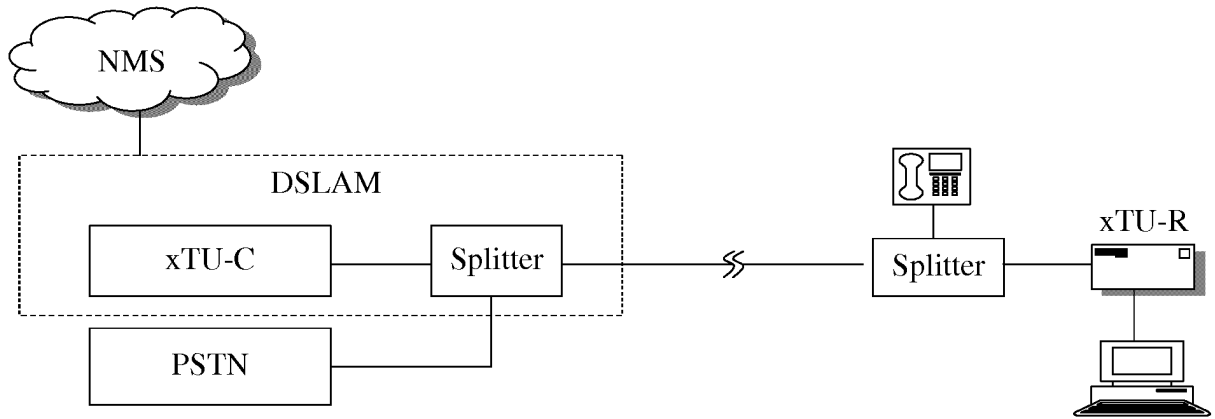 NMS
DSLAM
xTU-C
Splitter
PSTN
Splitter
xTU-R